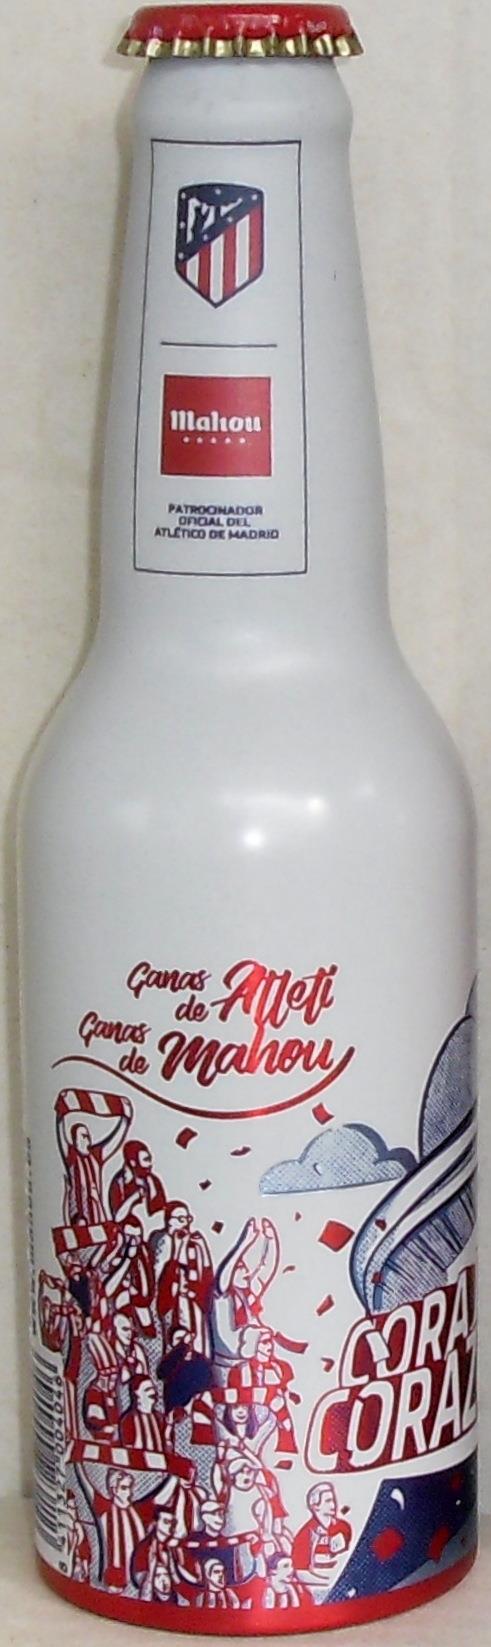 Mahou
PATROCINADOR
OFICIAL DEL
ATLÉTICO DE MADRID
Ganas
de Atleti
Ganas
de Mahou
CORA
CORAZ